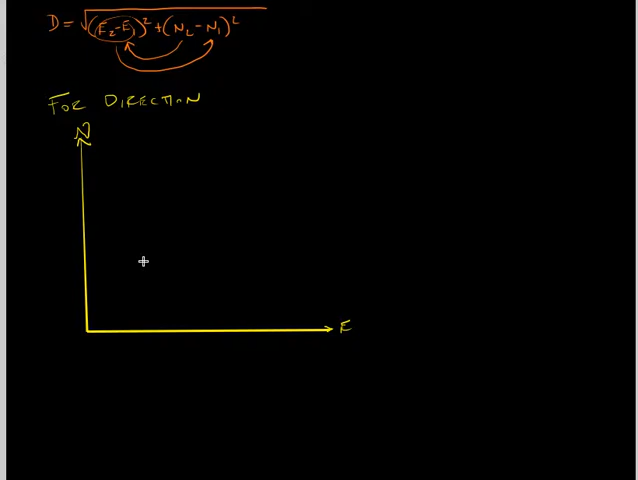 D = √(E₂-E₁)² + (N₂-N₁)²
FOR DIRECTION
N
E